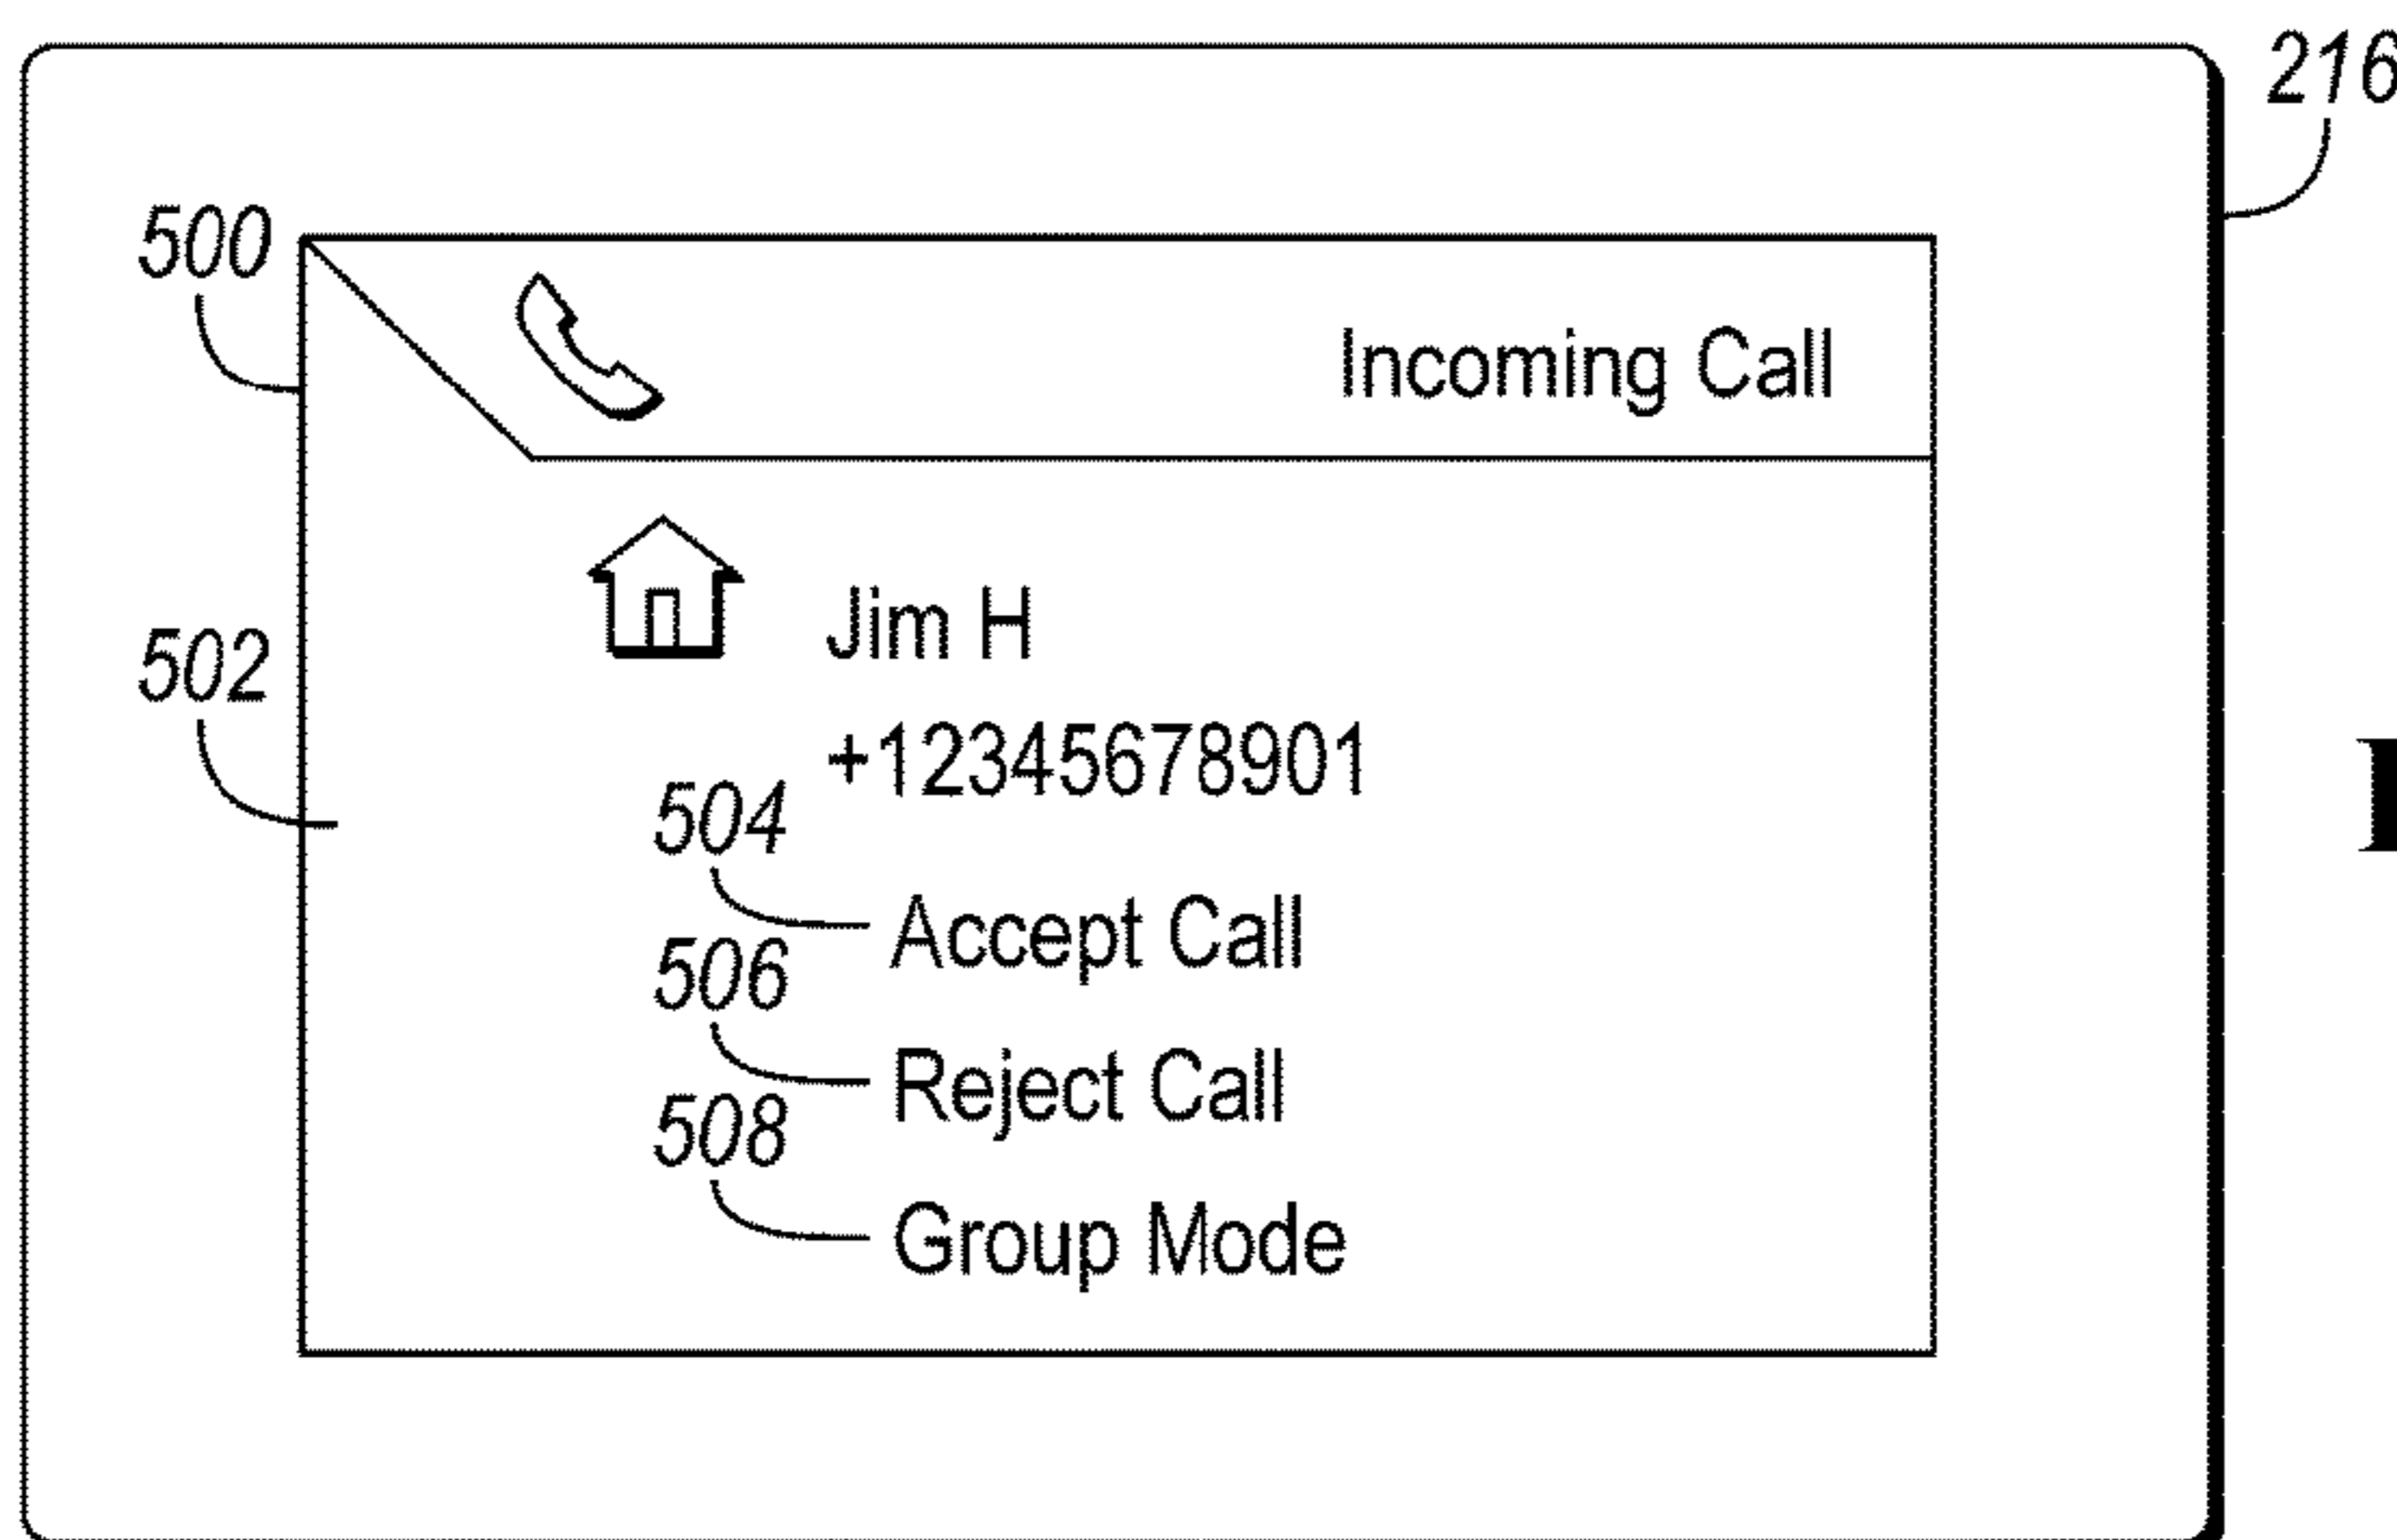 216
500
Incoming Call
Jim H
502
+12345678901
504
Accept Call
506
Reject Call
508
Group Mode